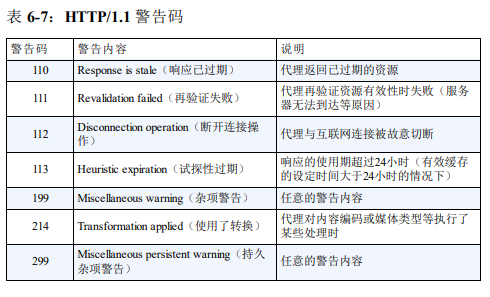 表 6-7：HTTP/1.1 警告码
警告码 警告内容 说明
110 Response is stale（响应已过期） 代理返回已过期的资源
111 Revalidation failed（再验证失败） 代理再验证资源有效性时失败（服务
器无法到达等原因）
112 Disconnection operation（断开连接操
作） 代理与互联网连接被故意切断
113 Heuristic expiration（试探性过期） 响应的使用期超过24小时（有效缓存
的设定时间大于24小时的情况下）
199 Miscellaneous warning（杂项警告） 任意的警告内容
214 Transformation applied（使用了转换） 代理对内容编码或媒体类型等执行了
某些处理时
299 Miscellaneous persistent warning（持久
杂项警告） 任意的警告内容